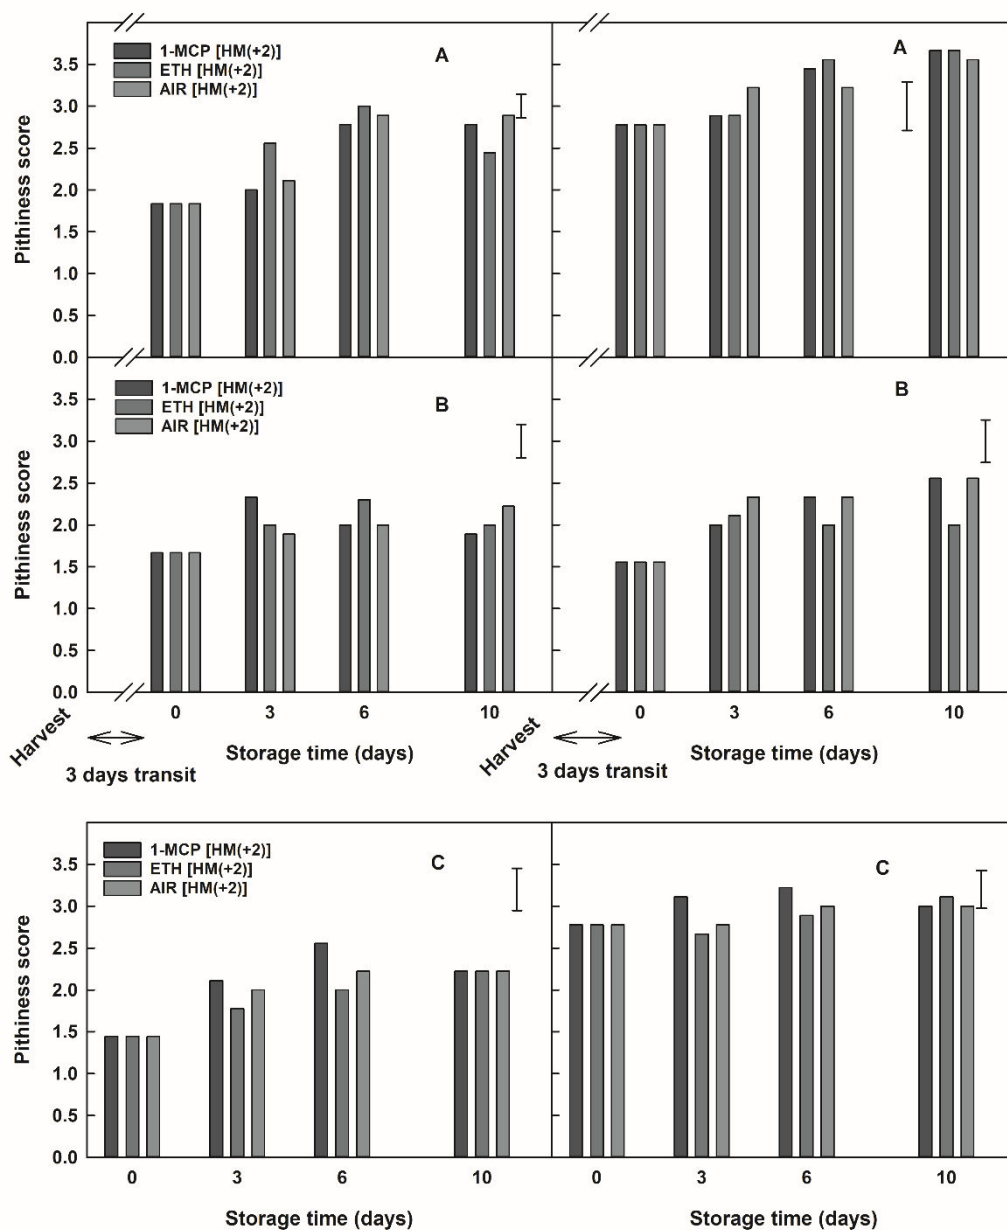 1-MCP [HM(+2)]
ETH [HM(+2)]
AIR [HM(+2)]
A
A
Pithiness score
3.5
3.0
2.5
2.0
1.5
1.0
0.5
0.0
1-MCP [HM(+2)]
ETH [HM(+2)]
AIR [HM(+2)]
B
B
Pithiness score
3.5
3.0
2.5
2.0
1.5
1.0
0.5
0.0
0 3 6 10 0 3 6 10
Harvest Harvest
Storage time (days) Storage time (days)
3 days transit 3 days transit
1-MCP [HM(+2)]
ETH [HM(+2)]
AIR [HM(+2)]
C
C
Pithiness score
3.5
3.0
2.5
2.0
1.5
1.0
0.5
0.0
0 3 6 10 0 3 6 10
Storage time (days) Storage time (days)